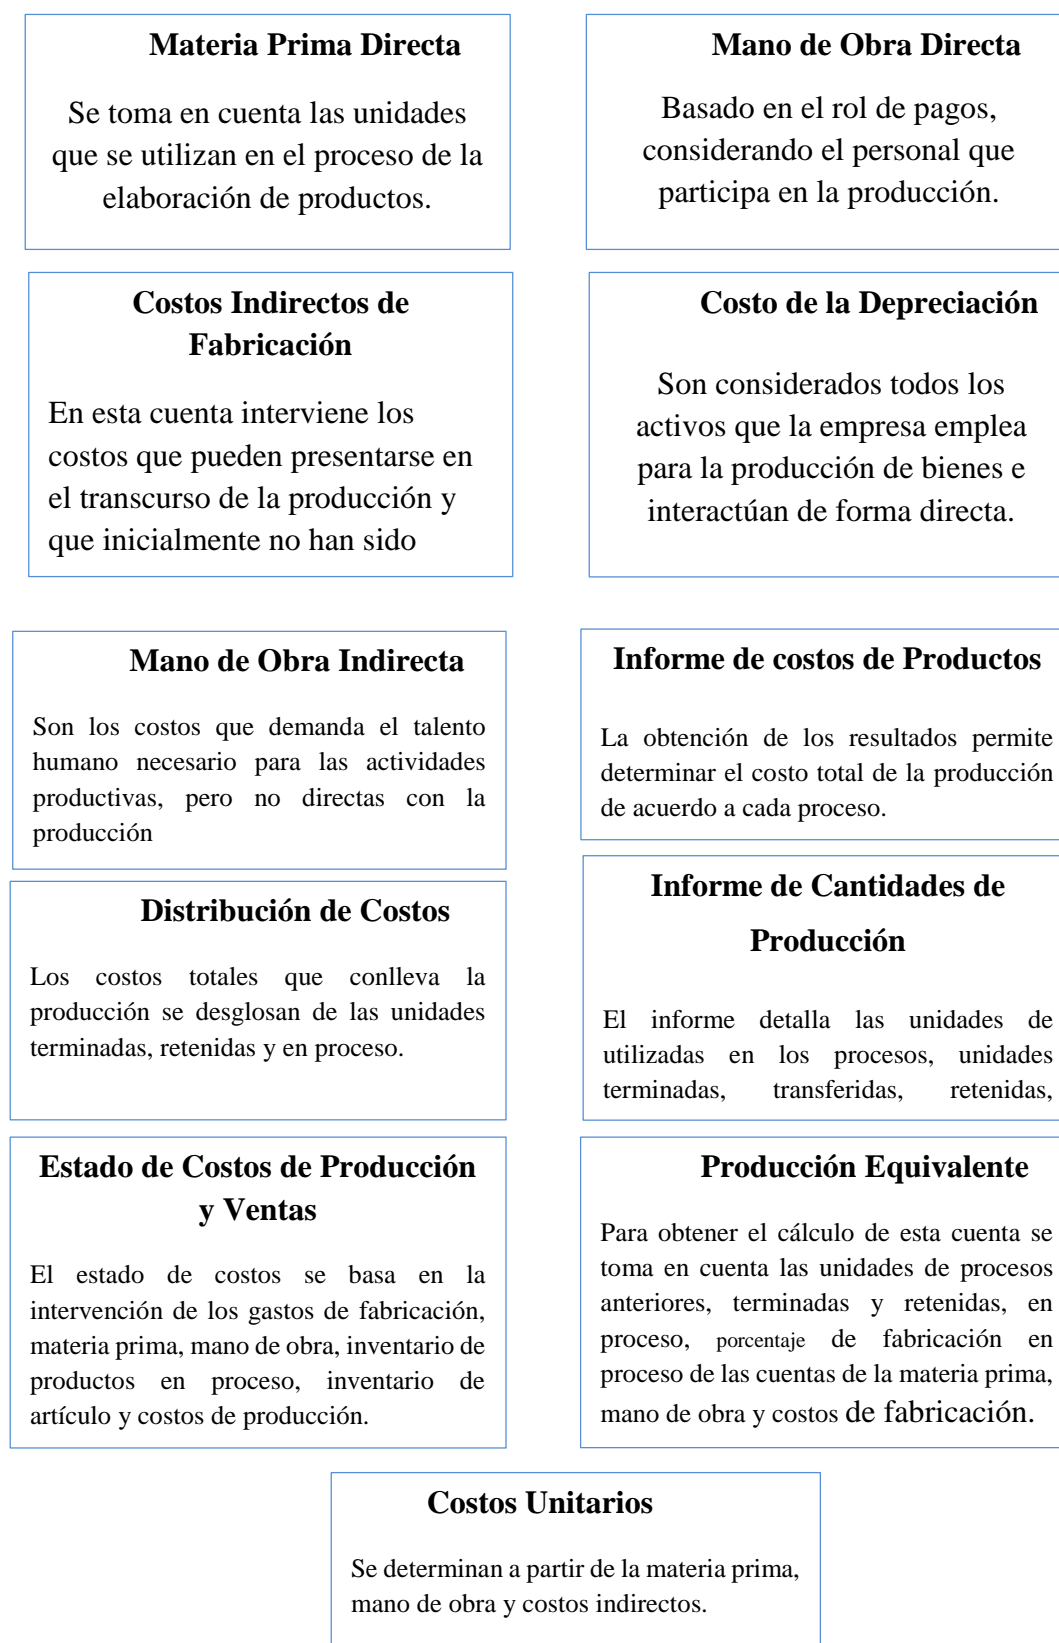 Materia Prima Directa
Se toma en cuenta las unidades
que se utilizan en el proceso de la
elaboración de productos.
Mano de Obra Directa
Basado en el rol de pagos,
considerando el personal que
participa en la producción.
Costos Indirectos de
Fabricación
En esta cuenta interviene los
costos que pueden presentarse en
el transcurso de la producción y
que inicialmente no han sido
Costo de la Depreciación
Son considerados todos los
activos que la empresa emplea
para la producción de bienes e
interactúan de forma directa.
Mano de Obra Indirecta
Son los costos que demanda el talento
humano necesario para las actividades
productivas, pero no directas con la
producción
Informe de costos de Productos
La obtención de los resultados permite
determinar el costo total de la producción
de acuerdo a cada proceso.
Distribución de Costos
Los costos totales que conlleva la
producción se desglosan de las unidades
terminadas, retenidas y en proceso.
Informe de Cantidades de
Producción
El informe detalla las unidades de
utilizadas en los procesos, unidades
terminadas, transferidas, retenidas,
Estado de Costos de Producción
y Ventas
El estado de costos se basa en la
intervención de los gastos de fabricación,
materia prima, mano de obra, inventario de
productos en proceso, inventario de
artículo y costos de producción.
Producción Equivalente
Para obtener el cálculo de esta cuenta se
toma en cuenta las unidades de procesos
anteriores, terminadas y retenidas, en
proceso, porcentaje de fabricación en
proceso de las cuentas de la materia prima,
mano de obra y costos de fabricación.
Costos Unitarios
Se determinan a partir de la materia prima,
mano de obra y costos indirectos.